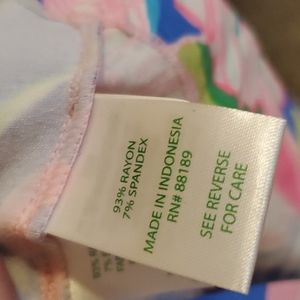 93% RAYON
7% SPANDEX
MADE IN INDONESIA
RN# 88189
SEE REVERSE
FOR CARE